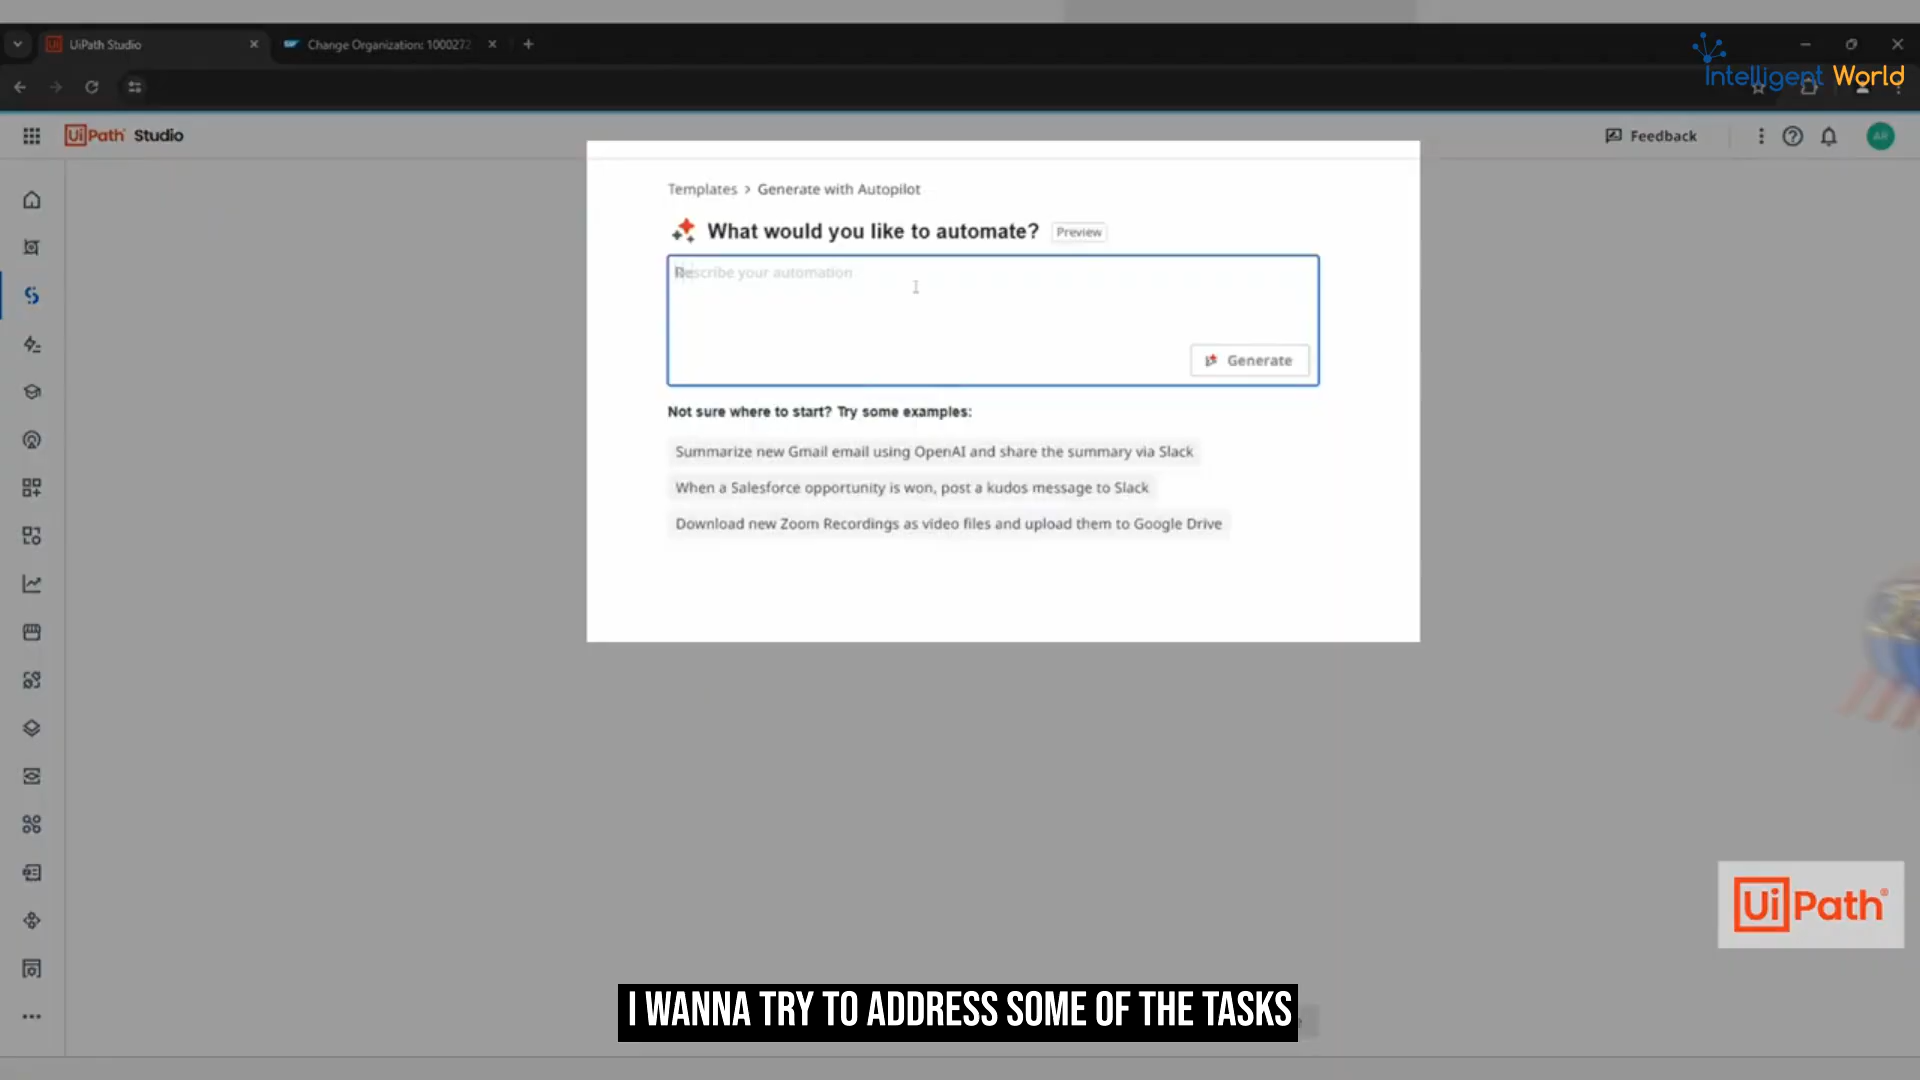 UiPath Studio
Change Organization: 1000272
Intelligent World
UiPath Studio
Feedback
AR
Templates > Generate with Autopilot
What would you like to automate?
Preview
Describe your automation
Generate
Not sure where to start? Try some examples:
Summarize new Gmail email using OpenAI and share the summary via Slack
When a Salesforce opportunity is won, post a kudos message to Slack
Download new Zoom Recordings as video files and upload them to Google Drive
UiPath®
I WANNA TRY TO ADDRESS SOME OF THE TASKS